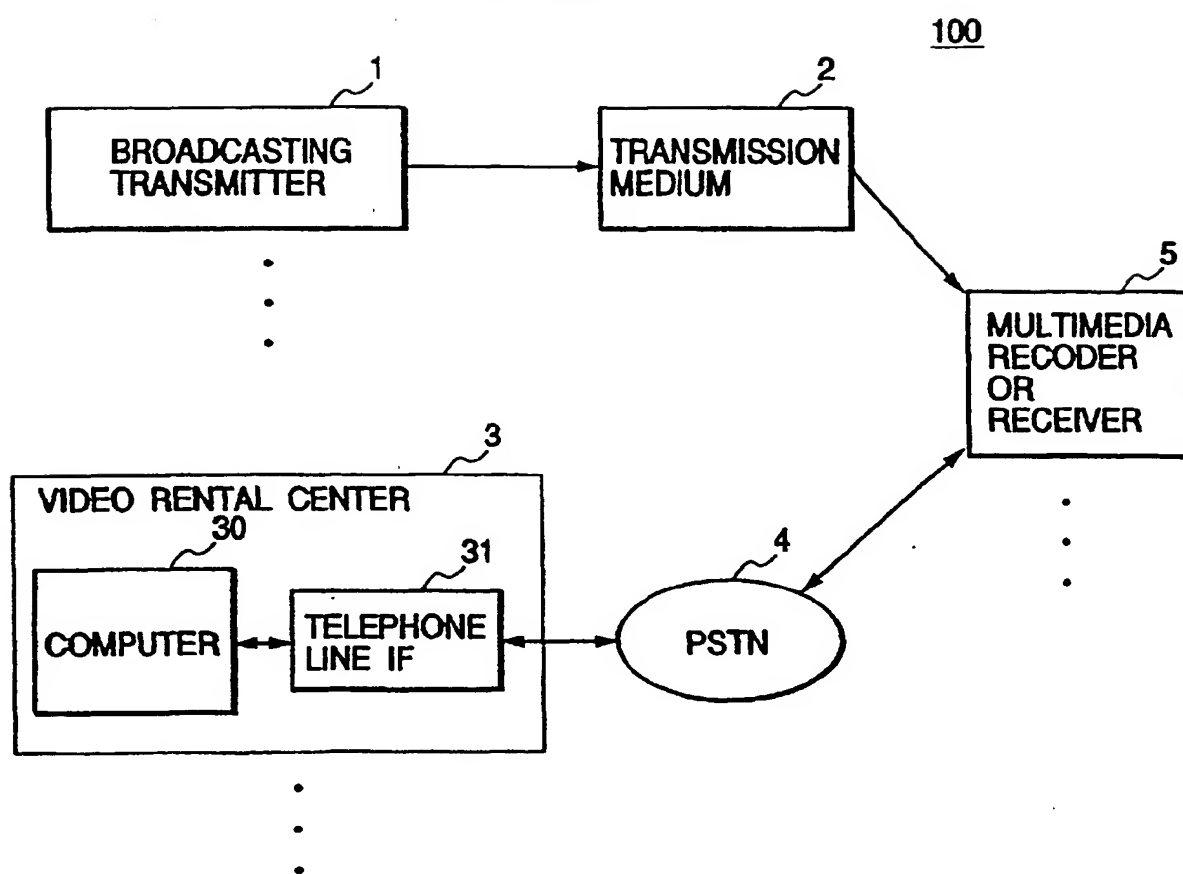 100
1
2
BROADCASTING
TRANSMITTER
TRANSMISSION
MEDIUM
5
MULTIMEDIA
RECODER
OR
RECEIVER
3
VIDEO RENTAL CENTER
30
31
4
COMPUTER
TELEPHONE
LINE IF
PSTN